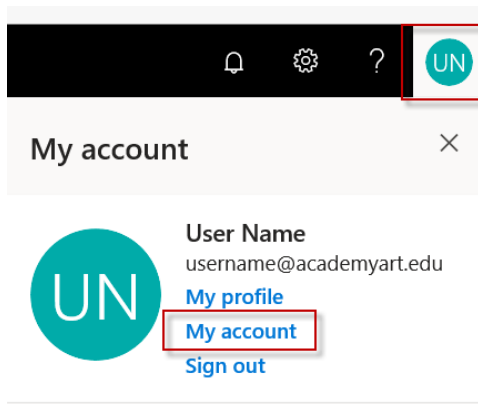 ?
UN
My account
UN
User Name
username@academyart.edu
My profile
My account
Sign out